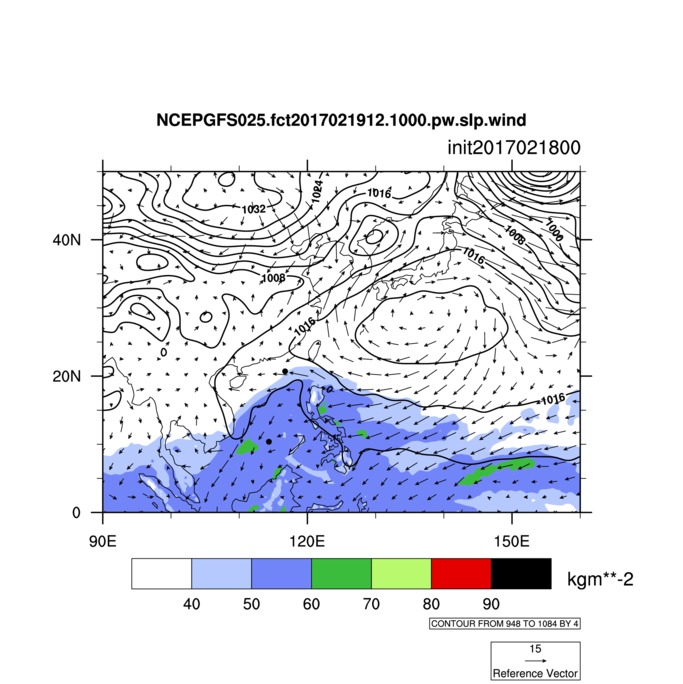 NCEPGFS025.fct2017021912.1000.pw.slp.wind
init2017021800
1024
1016
1032
40N
1008
1000
1016
1008
1016
0
20N
1016
0
90E 120E 150E
kgm**-2
40 50 60 70 80 90
CONTOUR FROM 948 TO 1084 BY 4
15
Reference Vector